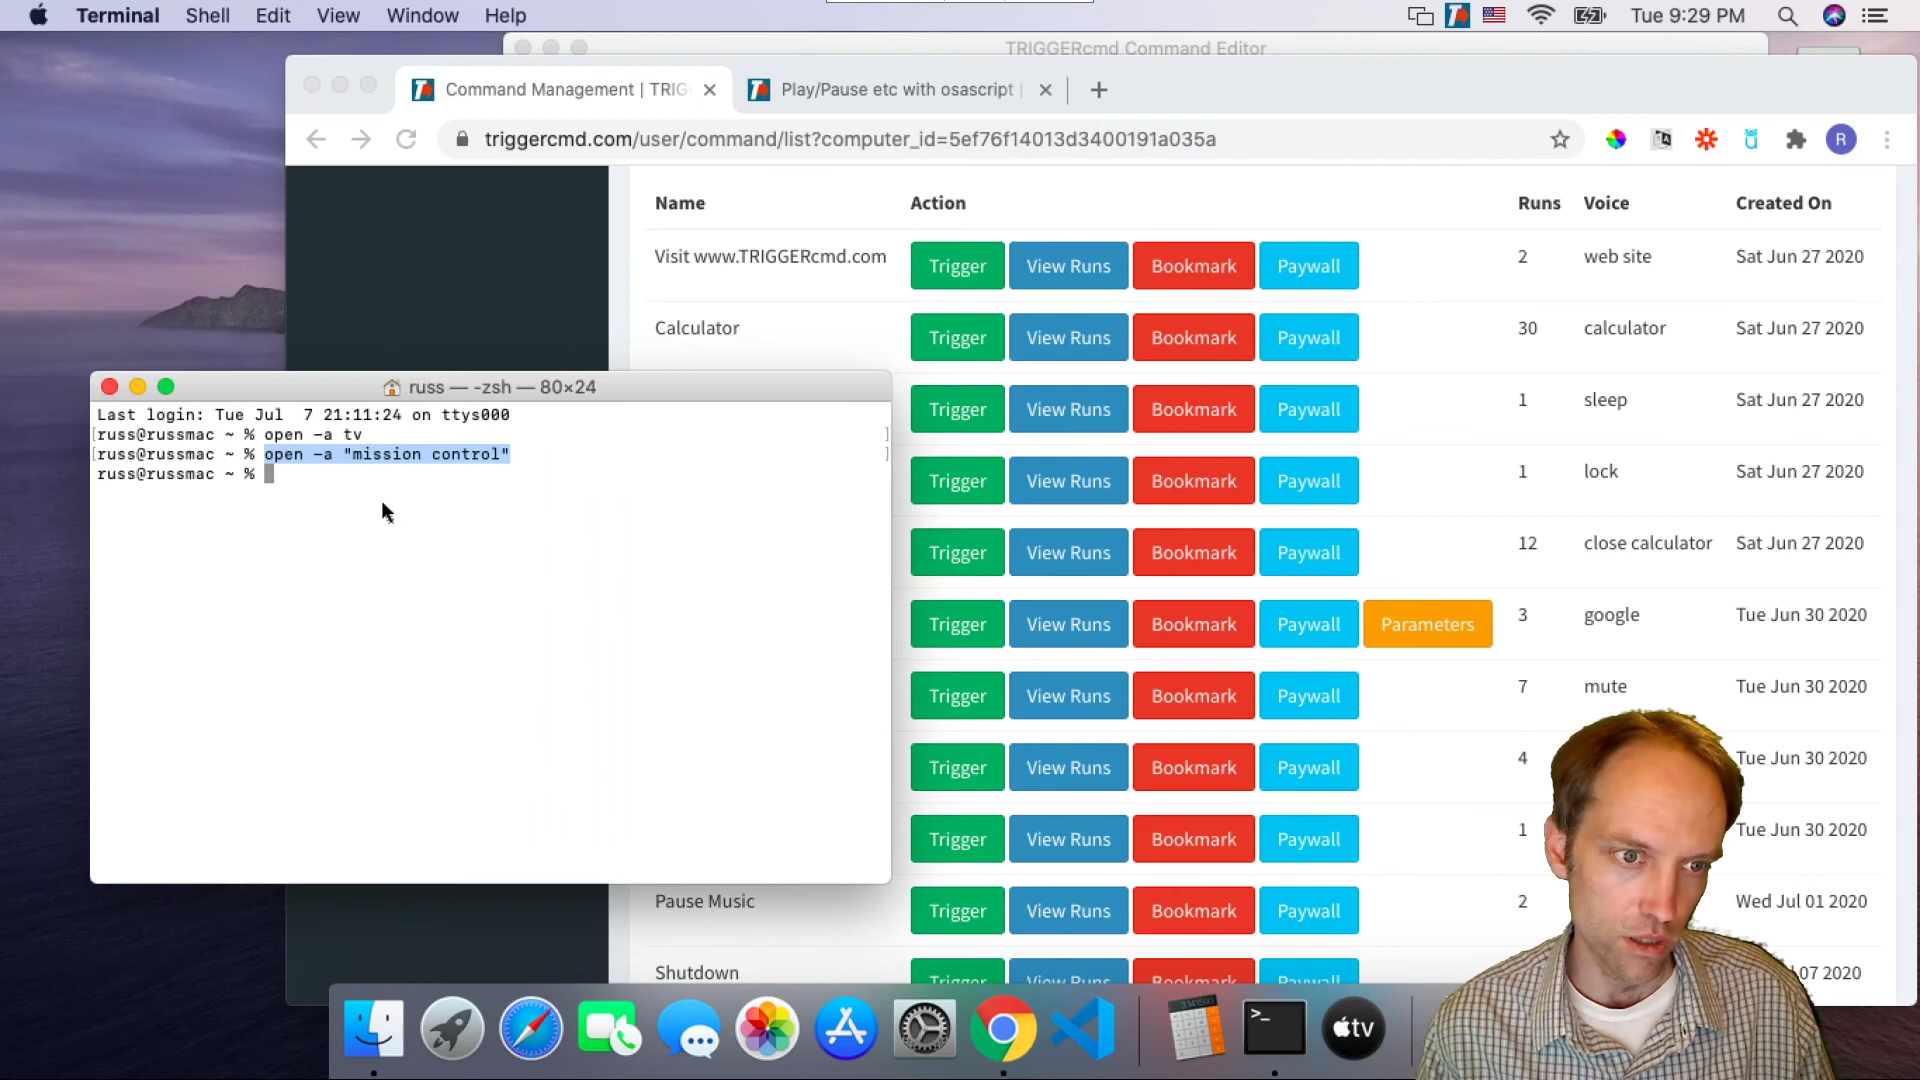 Terminal Shell Edit View Window Help
Tue 9:29 PM
TRIGGERcmd Command Editor
Command Management | TRIG
Play/Pause etc with osascript |
triggercmd.com/user/command/list?computer_id=5ef76f14013d3400191a035a
R
Name Action Runs Voice Created On
Visit www.TRIGGERcmd.com Trigger View Runs Bookmark Paywall 2 web site Sat Jun 27 2020
Calculator Trigger View Runs Bookmark Paywall 30 calculator Sat Jun 27 2020
Trigger View Runs Bookmark Paywall 1 sleep Sat Jun 27 2020
Trigger View Runs Bookmark Paywall 1 lock Sat Jun 27 2020
Trigger View Runs Bookmark Paywall 12 close calculator Sat Jun 27 2020
Trigger View Runs Bookmark Paywall Parameters 3 google Tue Jun 30 2020
Trigger View Runs Bookmark Paywall 7 mute Tue Jun 30 2020
Trigger View Runs Bookmark Paywall 4 Tue Jun 30 2020
Trigger View Runs Bookmark Paywall 1 Tue Jun 30 2020
Pause Music Trigger View Runs Bookmark Paywall 2 Wed Jul 01 2020
Shutdown Trigger View Runs Bookmark Paywall 07 2020
russ — -zsh — 80×24
Last login: Tue Jul  7 21:11:24 on ttys000
[russ@russmac ~ % open -a tv ]
[russ@russmac ~ % open -a "mission control" ]
russ@russmac ~ %
>_
tv